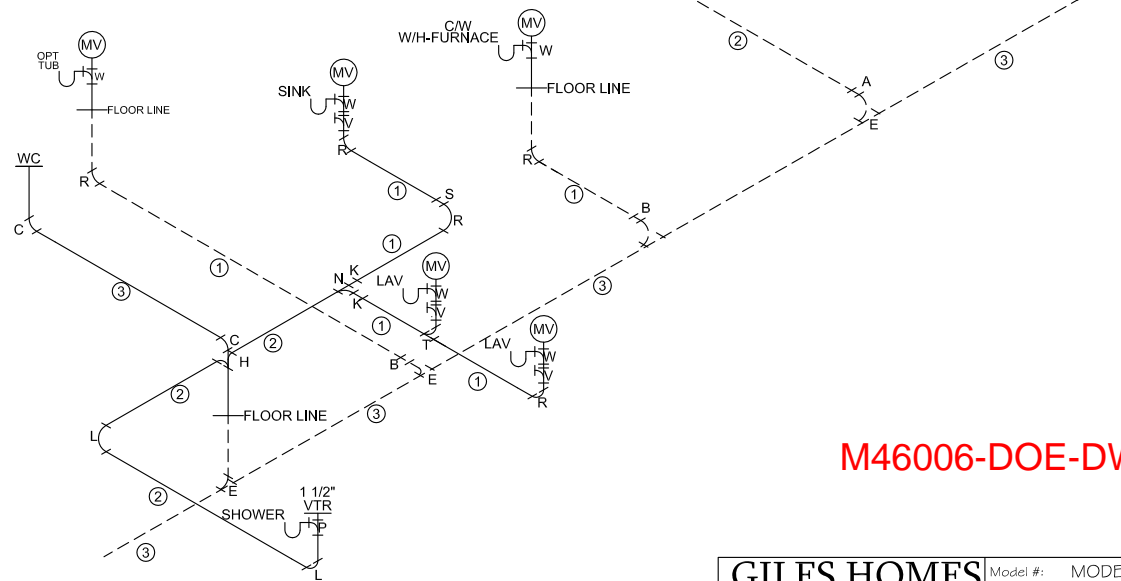 MV
OPT
TUB
W
FLOOR LINE
R
WC
C
3
C
H
1
MV
SINK
W
V
R
1
S
R
1
C/W
W/H-FURNACE
MV
W
FLOOR LINE
R
1
B
2
A
E
3
3
N
K
K
2
1
MV
LAV
W
V
T
1
MV
LAV
W
V
R
B
E
3
2
L
2
FLOOR LINE
E
3
1 1/2"
VTR
SHOWER
P
L
M46006-DOE-DW
GILES HOMES
Model #: